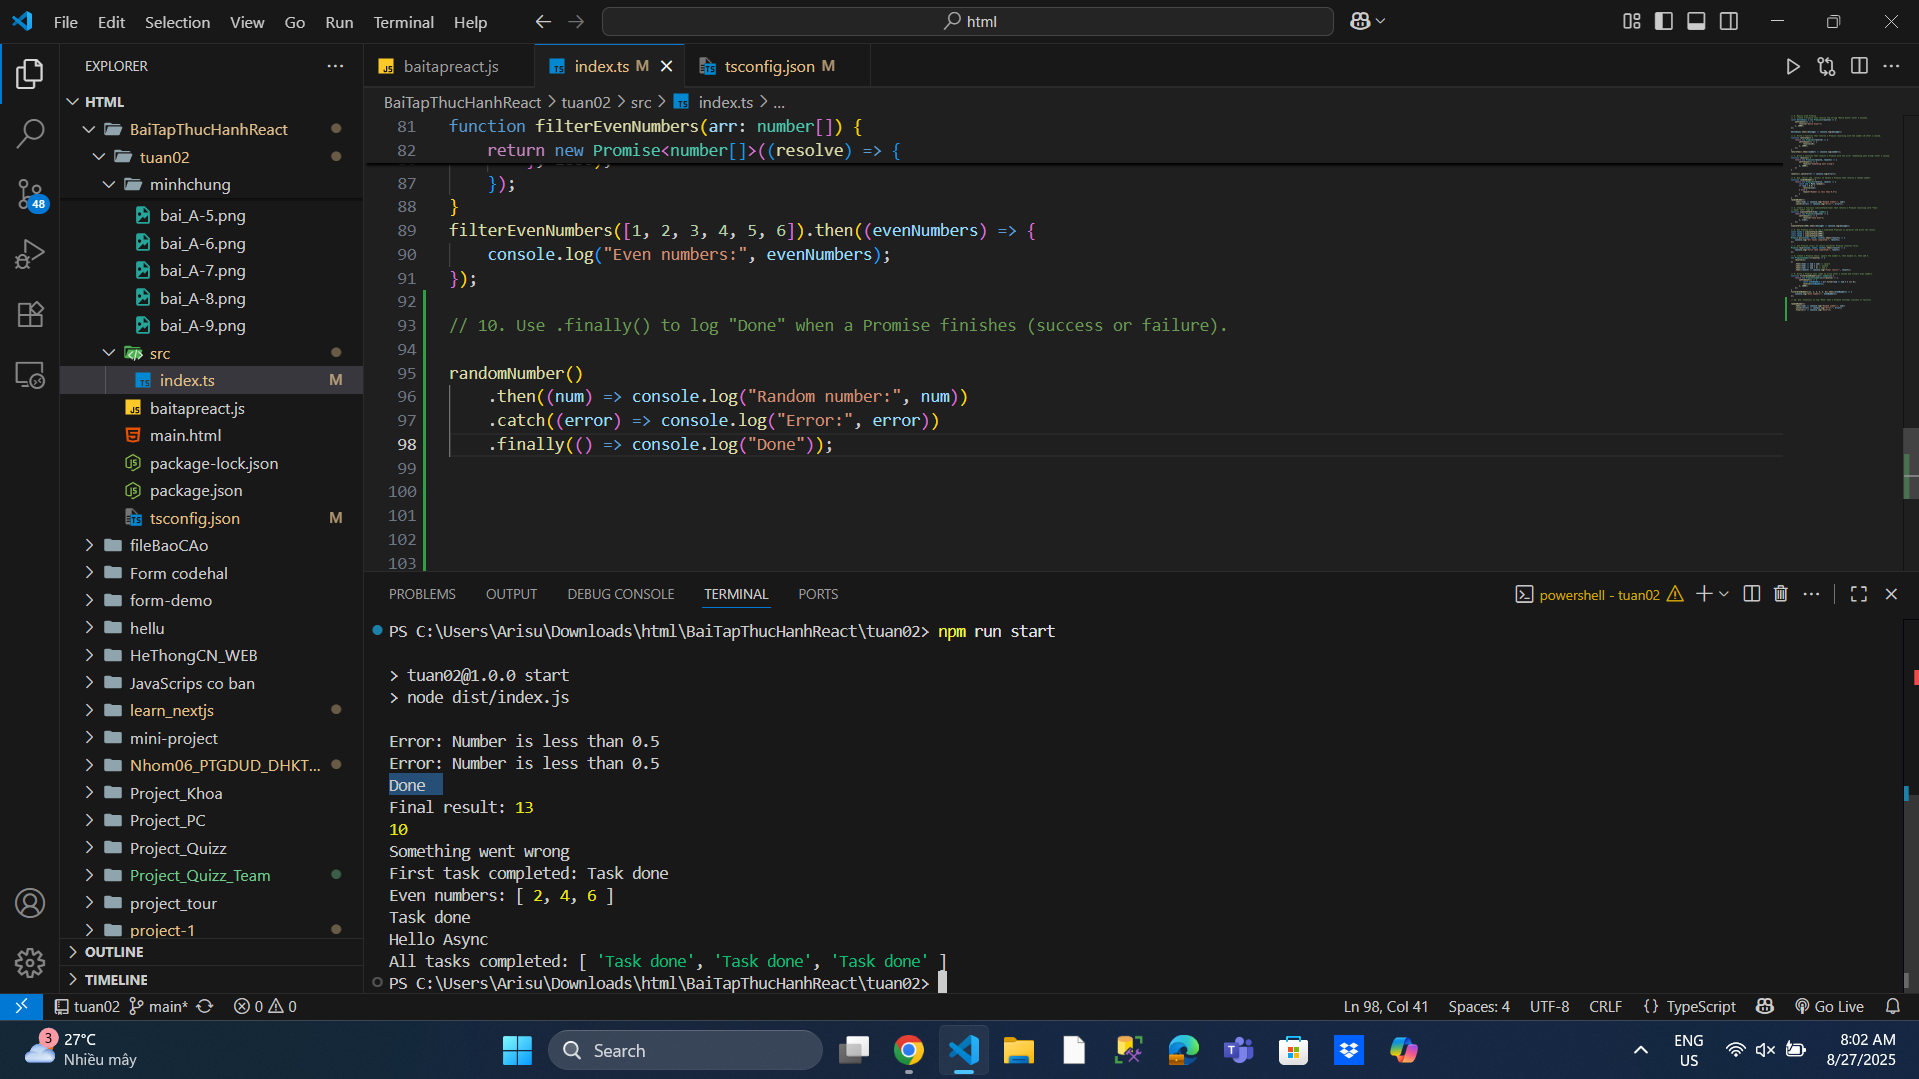 File Edit Selection View Go Run Terminal Help
html
EXPLORER
HTML
BaiTapThucHanhReact
tuan02
minhchung
bai_A-5.png
bai_A-6.png
bai_A-7.png
bai_A-8.png
bai_A-9.png
src
index.ts M
baitapreact.js
main.html
package-lock.json
package.json
tsconfig.json M
fileBaoCAo
Form codehal
form-demo
hellu
HeThongCN_WEB
JavaScrips co ban
learn_nextjs
mini-project
Nhom06_PTGDUD_DHKT...
Project_Khoa
Project_PC
Project_Quizz
Project_Quizz_Team
project_tour
project-1
OUTLINE
TIMELINE
48
baitapreact.js
index.ts M
tsconfig.json M
BaiTapThucHanhReact > tuan02 > src > index.ts > ...
81 function filterEvenNumbers(arr: number[]) {
82 return new Promise<number[]>((resolve) => {
87 });
88 }
89 filterEvenNumbers([1, 2, 3, 4, 5, 6]).then((evenNumbers) => {
90 console.log("Even numbers:", evenNumbers);
91 });
92
93 // 10. Use .finally() to log "Done" when a Promise finishes (success or failure).
94
95 randomNumber()
96 .then((num) => console.log("Random number:", num))
97 .catch((error) => console.log("Error:", error))
98 .finally(() => console.log("Done"));
99
100
101
102
103
PROBLEMS OUTPUT DEBUG CONSOLE TERMINAL PORTS
powershell - tuan02
PS C:\Users\Arisu\Downloads\html\BaiTapThucHanhReact\tuan02> npm run start
> tuan02@1.0.0 start
> node dist/index.js
Error: Number is less than 0.5
Error: Number is less than 0.5
Done
Final result: 13
10
Something went wrong
First task completed: Task done
Even numbers: [ 2, 4, 6 ]
Task done
Hello Async
All tasks completed: [ 'Task done', 'Task done', 'Task done' ]
PS C:\Users\Arisu\Downloads\html\BaiTapThucHanhReact\tuan02>
tuan02 main* 0 0
Ln 98, Col 41 Spaces: 4 UTF-8 CRLF {} TypeScript Go Live
3
27°C
Nhiều mây
Search
ENG
US
8:02 AM
8/27/2025